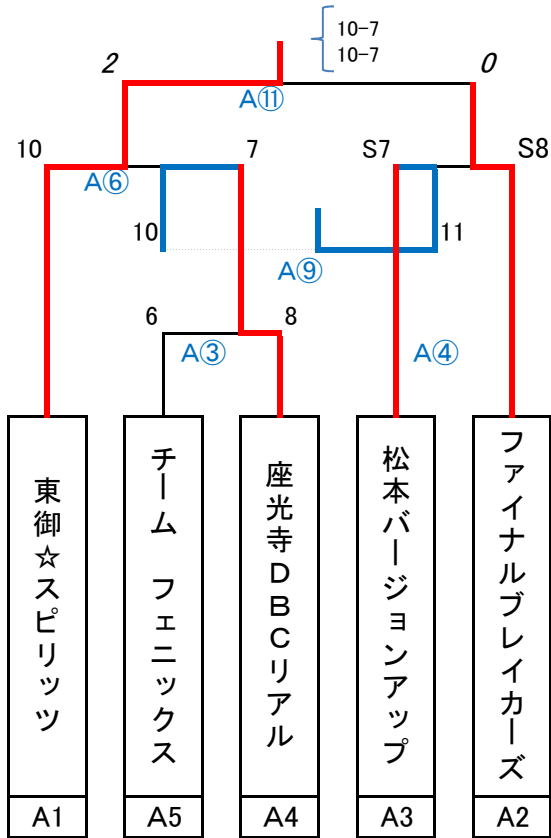 10-7
10-7
2
0
A⑪
10
7
S7
S8
A⑥
10
11
A⑨
6
8
A③
A④
東御☆スピリッツ
チーム フェニックス
座光寺DBCリアル
松本バージョンアップ
ファイナルブレイカーズ
A1
A5
A4
A3
A2